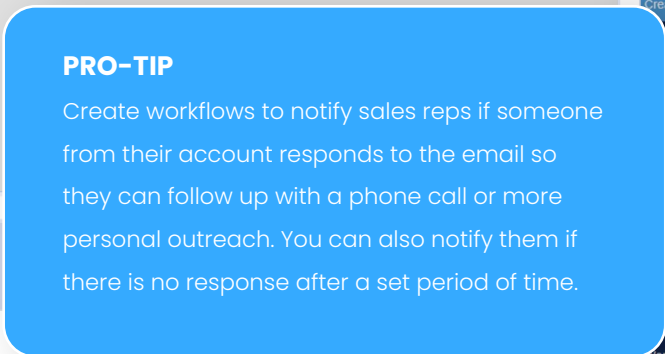 PRO-TIP
Create workflows to notify sales reps if someone
from their account responds to the email so
they can follow up with a phone call or more
personal outreach. You can also notify them if
there is no response after a set period of time.